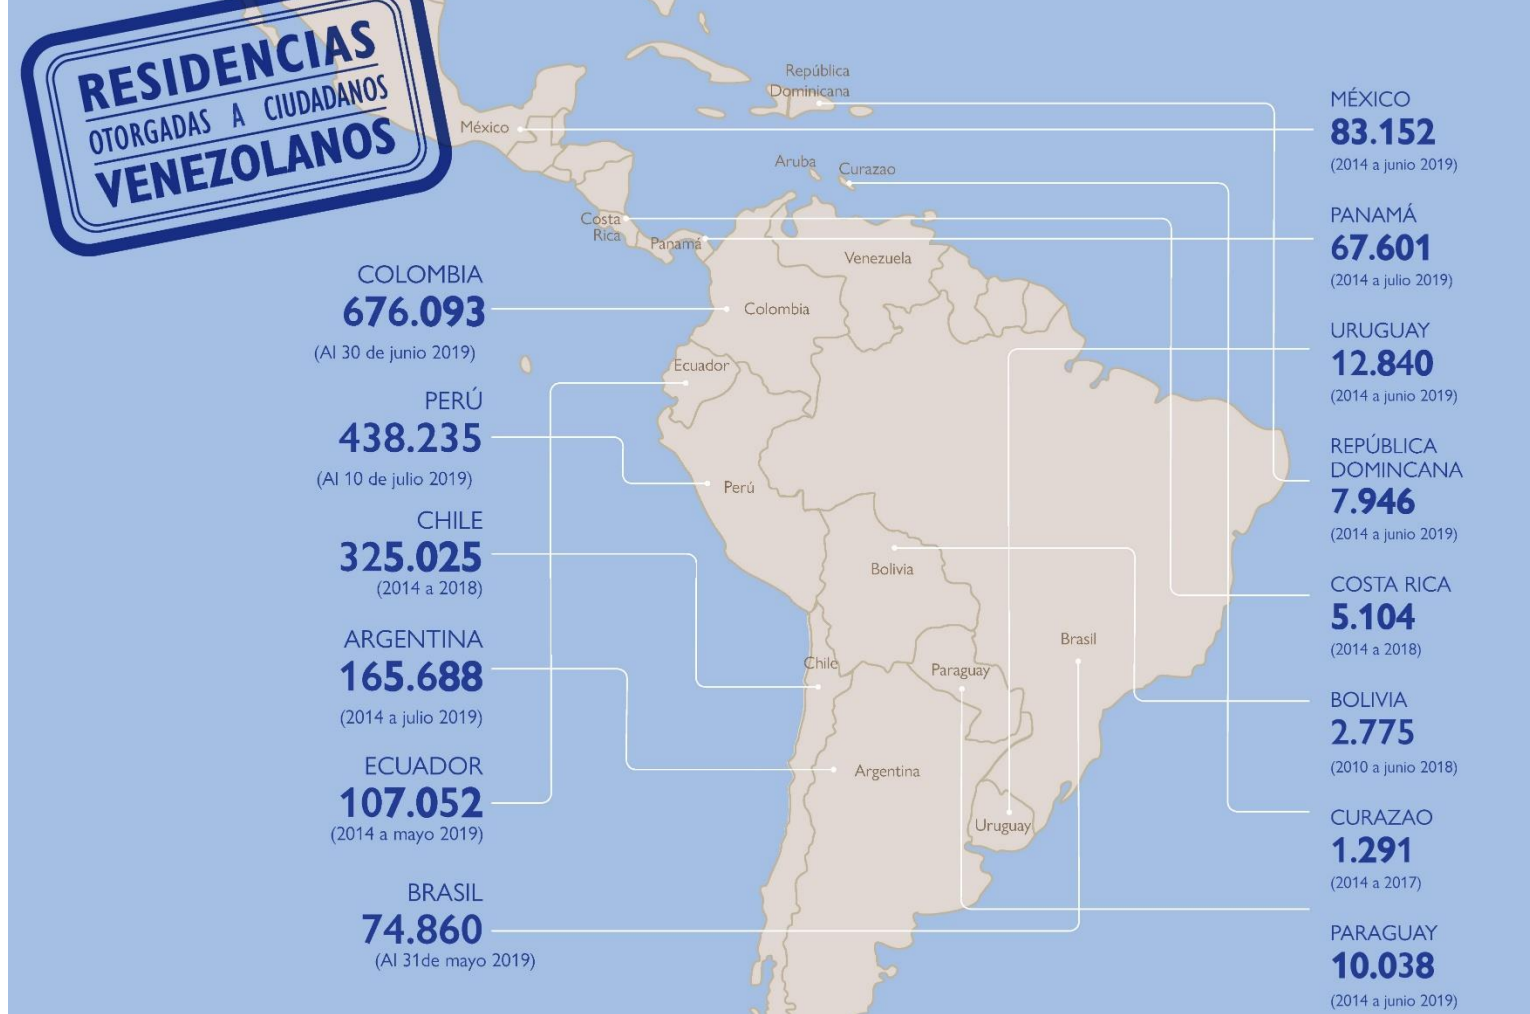 RESIDENCIAS
OTORGADAS A CIUDADANOS
VENEZOLANOS
COLOMBIA
676.093
(Al 30 de junio 2019)
PERÚ
438.235
(Al 10 de julio 2019)
CHILE
325.025
(2014 a 2018)
ARGENTINA
165.688
(2014 a julio 2019)
ECUADOR
107.052
(2014 a mayo 2019)
BRASIL
74.860
(Al 31de mayo 2019)
República
Dominicana
México
Aruba
Curazao
Costa
Rica
Panamá
Venezuela
Colombia
Ecuador
Perú
Bolivia
Brasil
Chile
Paraguay
Argentina
Uruguay
MÉXICO
83.152
(2014 a junio 2019)
PANAMÁ
67.601
(2014 a julio 2019)
URUGUAY
12.840
(2014 a junio 2019)
REPÚBLICA
DOMINCANA
7.946
(2014 a junio 2019)
COSTA RICA
5.104
(2014 a 2018)
BOLIVIA
2.775
(2010 a junio 2018)
CURAZAO
1.291
(2014 a 2017)
PARAGUAY
10.038
(2014 a junio 2019)